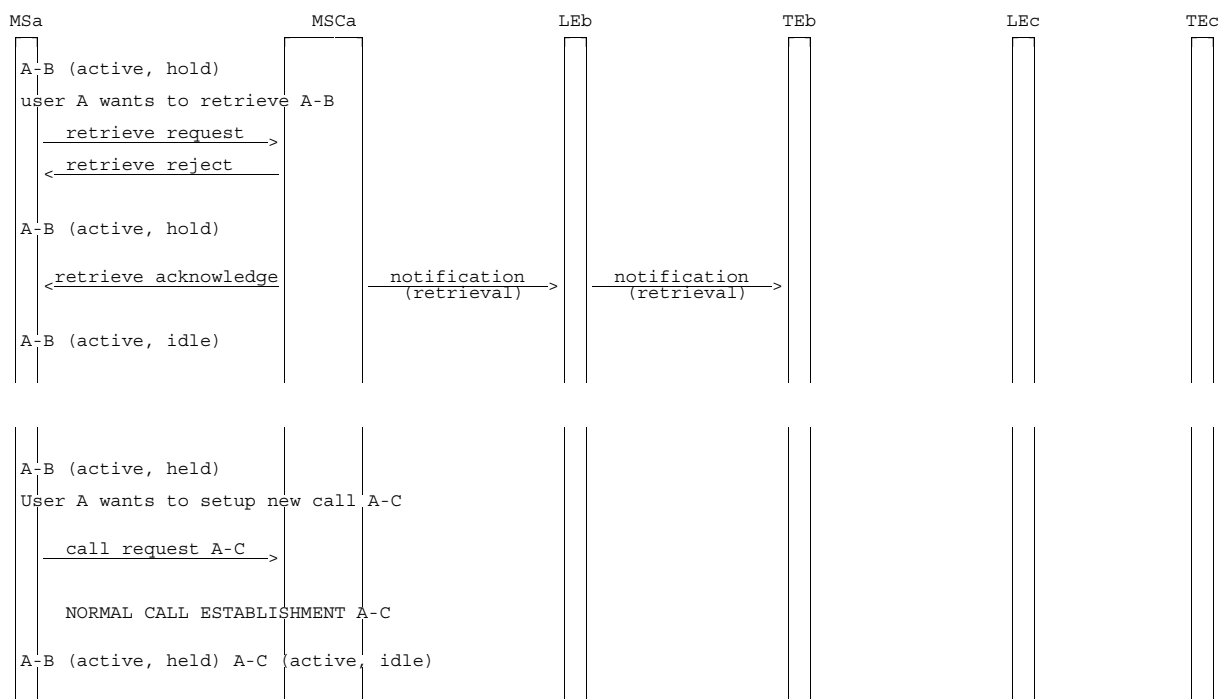 MSa MSCa LEb TEb LEc TEc
A-B (active, hold)
user A wants to retrieve A-B
retrieve request
retrieve reject
A-B (active, hold)
retrieve acknowledge notification notification
(retrieval) (retrieval)
A-B (active, idle)
A-B (active, held)
User A wants to setup new call A-C
call request A-C
NORMAL CALL ESTABLISHMENT A-C
A-B (active, held) A-C (active, idle)